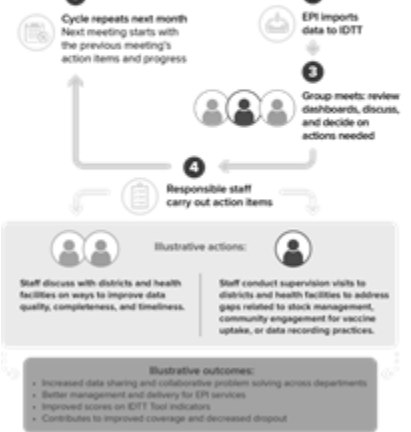 Cycle repeats next month
Next meeting starts with
the previous meeting's
action items and progress
EPI imports
data to IDTT
3
Group meets: review
dashboards, discuss,
and decide on
actions needed
4
Responsible staff
carry out action items
Illustrative actions:
Staff discuss with districts and health
facilities on ways to improve data
quality, completeness, and timeliness.
Staff conduct supervision visits to
districts and health facilities to address
gaps related to stock management,
community engagement for vaccine
uptake, or data recording practices.
Illustrative outcomes:
• Increased data sharing and collaborative problem solving across departments
• Better management and delivery for EPI services
• Improved scores on IDTT Tool indicators
• Contributes to improved coverage and decreased dropout